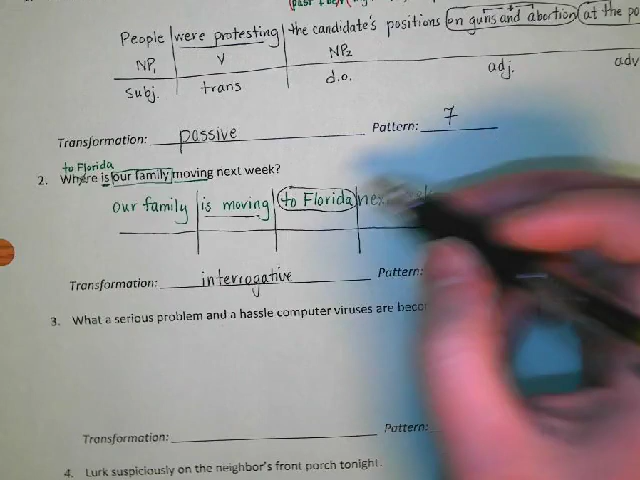 People were protesting the candidate's positions on guns and abortion at the po
NP1 V NP2
subj. trans d.o. adj. adv
Transformation: passive Pattern: 7
to Florida
2. Where is our family moving next week?
our family is moving to Florida
Transformation: interrogative Pattern:
3. What a serious problem and a hassle computer viruses are
Transformation: Pattern:
4. Lurk suspiciously on the neighbor's front porch tonight.